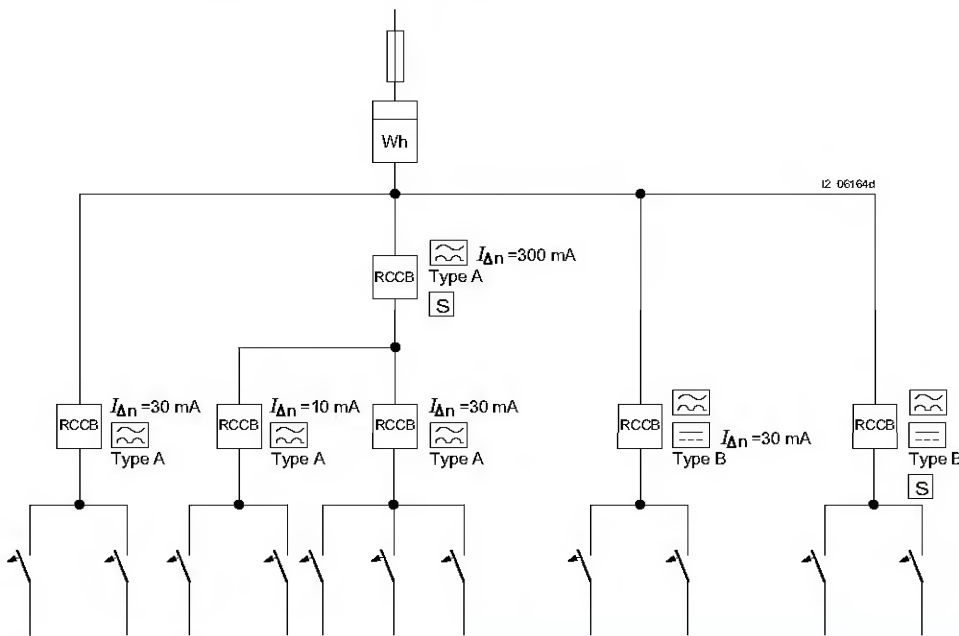 Wh
I2_06164d
RCCB
IΔn =300 mA
Type A
S
RCCB
IΔn =30 mA
Type A
RCCB
IΔn =10 mA
Type A
RCCB
IΔn =30 mA
Type A
RCCB
IΔn =30 mA
Type B
RCCB
Type B
S